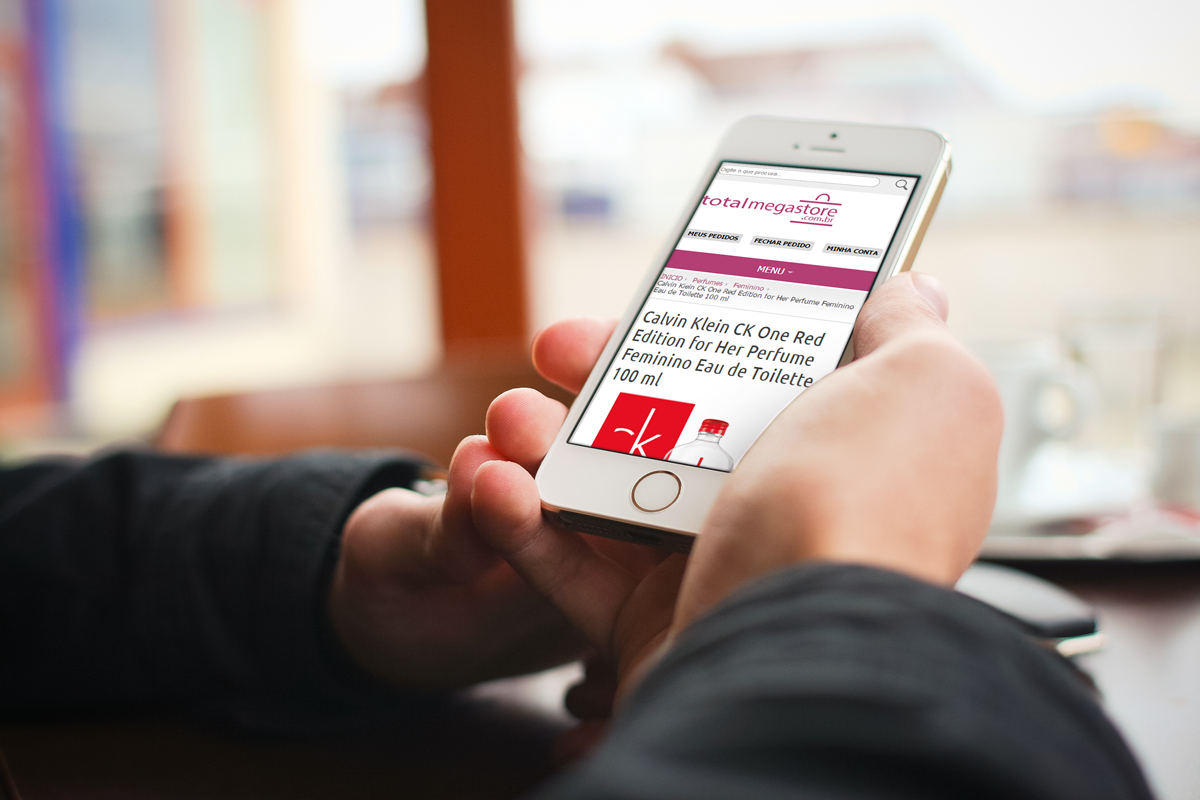 Digite o que procura...
totalmegastore
.com.br
MEUS PEDIDOS FECHAR PEDIDO MINHA CONTA
MENU
INICIO › Perfumes › Feminino ›
Calvin Klein CK One Red Edition for Her Perfume Feminino
Eau de Toilette 100 ml
Calvin Klein CK One Red
Edition for Her Perfume
Feminino Eau de Toilette
100 ml
ck